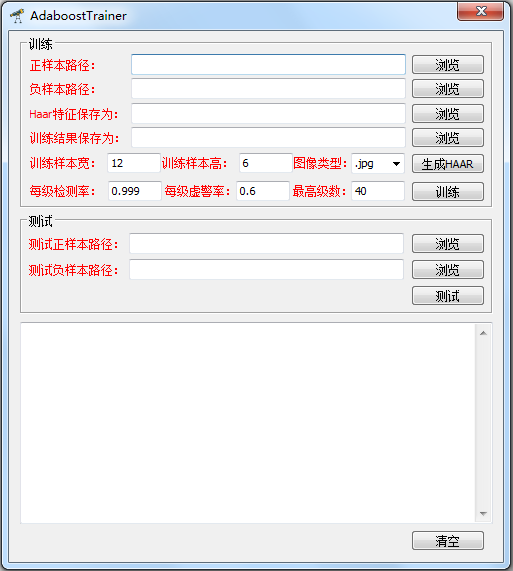 AdaboostTrainer
训练
正样本路径： 浏览
负样本路径： 浏览
Haar特征保存为： 浏览
训练结果保存为： 浏览
训练样本宽： 12 训练样本高： 6 图像类型： .jpg 生成HAAR
每级检测率： 0.999 每级虚警率： 0.6 最高级数： 40 训练
测试
测试正样本路径： 浏览
测试负样本路径： 浏览
测试
清空